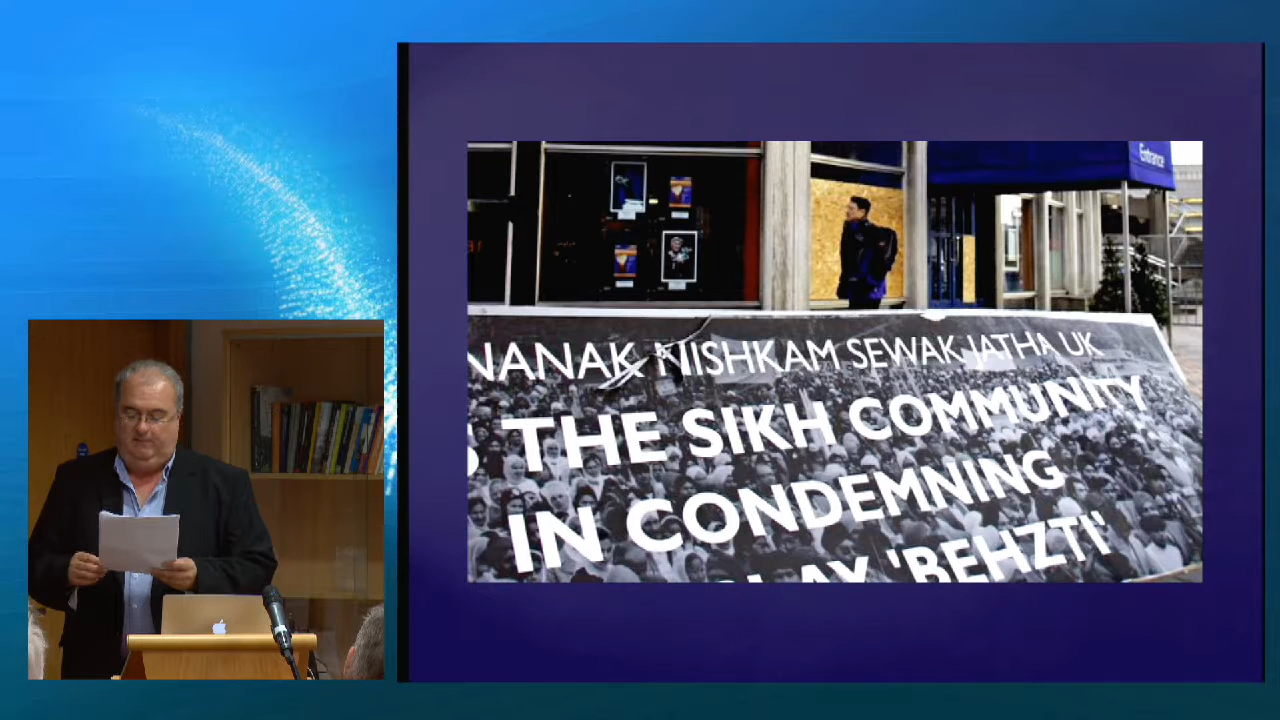 Entrance
NANAK NISHKAM SEWAK JATHA UK
THE SIKH COMMUNITY
IN CONDEMNING
'BEHZTI'